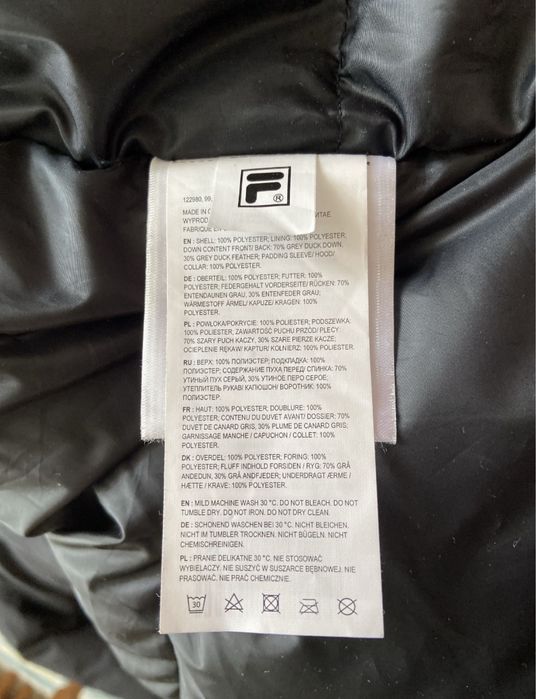 F
®
122980, 99
MADE IN
КИТАЕ
WYPROD
FABRIQUE EN
EN : SHELL: 100% POLYESTER; LINING: 100% POLYESTER;
DOWN CONTENT FRONT/ BACK: 70% GREY DUCK DOWN,
30% GREY DUCK FEATHER; PADDING SLEEVE/ HOOD/
COLLAR: 100% POLYESTER.
DE : OBERTEIL: 100% POLYESTER; FUTTER: 100%
POLYESTER; FEDERGEHALT VORDERSEITE/ RÜCKEN: 70%
ENTENDAUNEN GRAU, 30% ENTENFEDER GRAU;
WÄRMESTOFF ÄRMEL/ KAPUZE/ KRAGEN: 100%
POLYESTER.
PL : POWŁOKA/POKRYCIE: 100% POLIESTER; PODSZEWKA:
100% POLIESTER, ZAWARTOŚĆ PUCHU PRZÓD/ PLECY:
70% SZARY PUCH KACZY, 30% SZARE PIERZE KACZE;
OCIEPLENIE RĘKAW/ KAPTUR/ KOŁNIERZ: 100% POLIESTER.
RU : ВЕРХ: 100% ПОЛИЭСТЕР; ПОДКЛАДКА: 100%
ПОЛИЭСТЕР; СОДЕРЖАНИЕ ПУХА ПЕРЕД/ СПИНКА: 70%
УТИНЫЙ ПУХ СЕРЫЙ, 30% УТИНОЕ ПЕРО СЕРОЕ;
УТЕПЛИТЕЛЬ РУКАВ/ КАПЮШОН/ ВОРОТНИК: 100%
ПОЛИЭСТЕР.
FR : HAUT: 100% POLYESTER; DOUBLURE: 100%
POLYESTER; CONTENU DU DUVET AVANT/ DOSSIER: 70%
DUVET DE CANARD GRIS, 30% PLUME DE CANARD GRIS;
GARNISSAGE MANCHE / CAPUCHON / COLLET: 100%
POLYESTER.
DK : OVERDEL: 100% POLYESTER; FORING: 100%
POLYESTER; FLUFF INDHOLD FORSIDEN / RYG: 70% GRÅ
ANDEDUN, 30% GRÅ ANDFJEDER; UNDERDRAGT ÆRME /
HÆTTE / KRAVE: 100% POLYESTER.
EN : MILD MACHINE WASH 30 °C. DO NOT BLEACH. DO NOT
TUMBLE DRY. DO NOT IRON. DO NOT DRY CLEAN.
DE : SCHONEND WASCHEN BEI 30 °C. NICHT BLEICHEN.
NICHT IM TUMBLER TROCKNEN. NICHT BÜGELN. NICHT
CHEMISCHREINIGEN.
PL : PRANIE DELIKATNE 30 °C. NIE STOSOWAĆ
WYBIELACZY. NIE SUSZYĆ W SUSZARCE BĘBNOWEJ. NIE
PRASOWAĆ. NIE PRAĆ CHEMICZNIE.
30